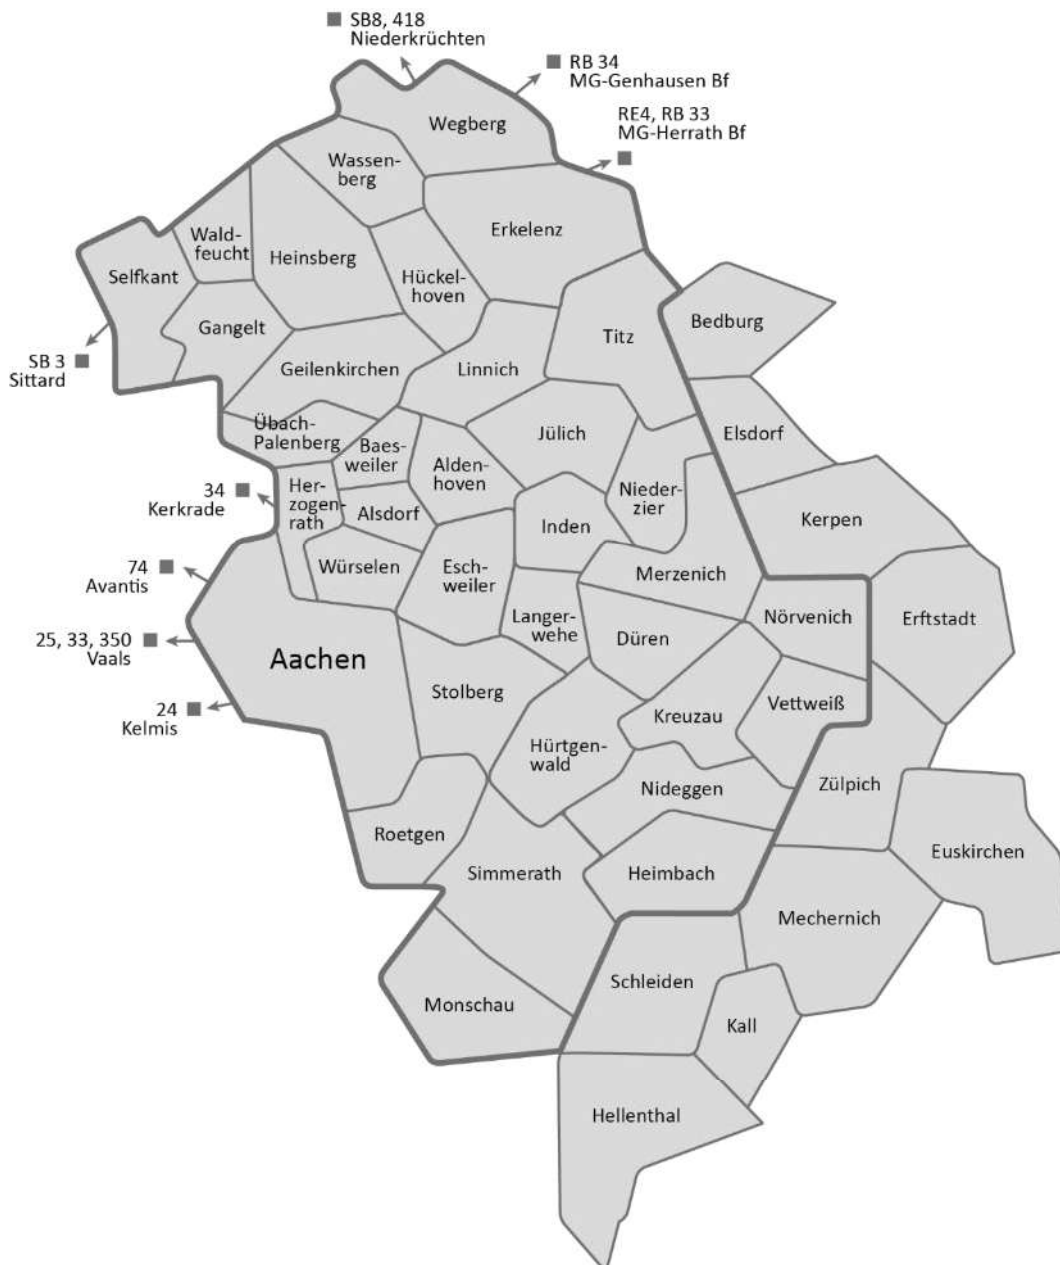 SB8, 418
Niederkrüchten
RB 34
MG-Genhausen Bf
RE4, RB 33
MG-Herrath Bf
Wegberg
Wassen-
berg
Erkelenz
Wald-
feucht
Heinsberg
Hückel-
hoven
Selfkant
Gangelt
Titz
Bedburg
SB 3
Sittard
Geilenkirchen
Linnich
Übach-
Palenberg
Baes-
weiler
Jülich
Elsdorf
Alden-
hoven
Her-
zogen-
rath
Nieder-
zier
34
Kerkrade
Alsdorf
Inden
Kerpen
74
Avantis
Würselen
Esch-
weiler
Merzenich
25, 33, 350
Vaals
Langer-
wehe
Düren
Nörvenich
Erftstadt
Aachen
Stolberg
24
Kelmis
Kreuzau
Vettweiß
Hürtgen-
wald
Nideggen
Zülpich
Roetgen
Simmerath
Heimbach
Euskirchen
Mechernich
Schleiden
Monschau
Kall
Hellenthal